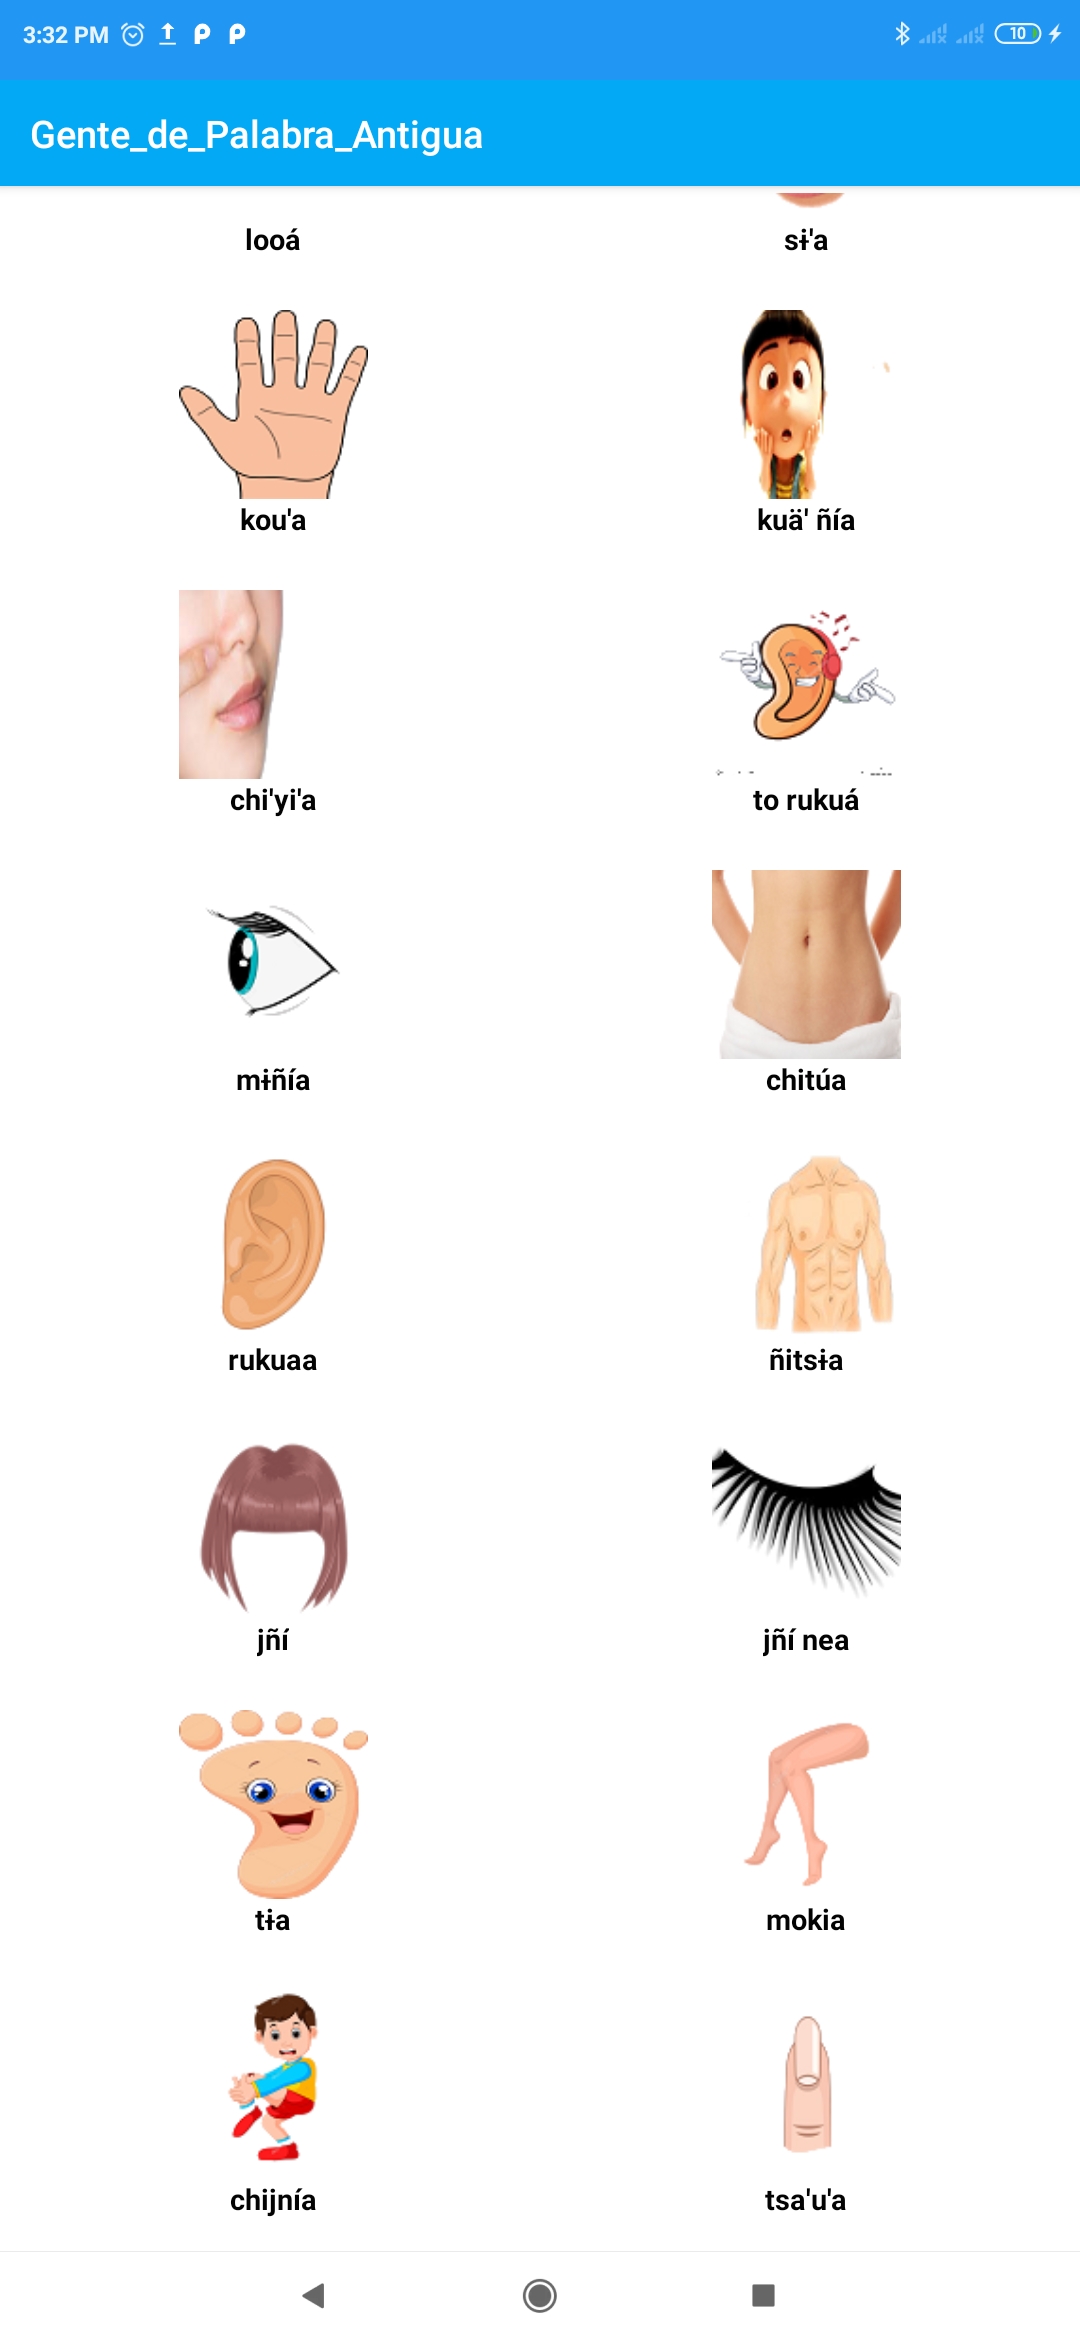 3:32 PM
10
Gente_de_Palabra_Antigua
looá
sɨ'a
kou'a
kuä' ñía
chi'yi'a
to rukuá
mɨñía
chitúa
rukuaa
ñitsɨa
jñí
jñí nea
tɨa
mokia
chijnía
tsa'u'a